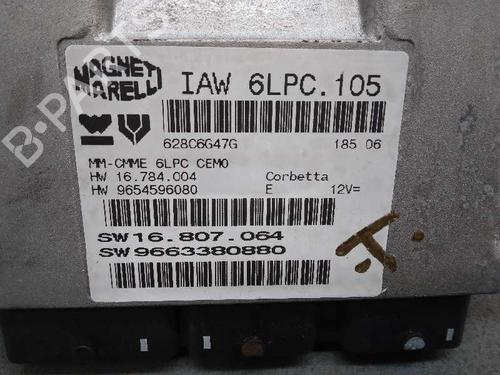 MAGNETI
MARELLI
IAW 6LPC.105
628C6G47G 185 06
MM-CMME 6LPC CEMO
HW 16.784.004 Corbetta
HW 9654596080 E 12V=
SW16.807.064
SW9663380880
B-PARTS